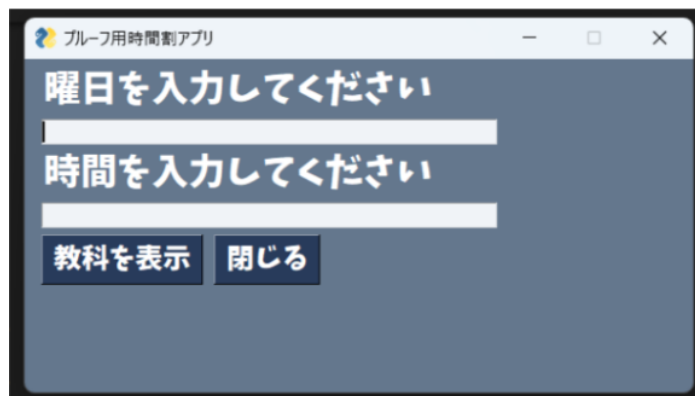 プルーフ用時間割アプリ
曜日を入力してください
時間を入力してください
教科を表示 閉じる